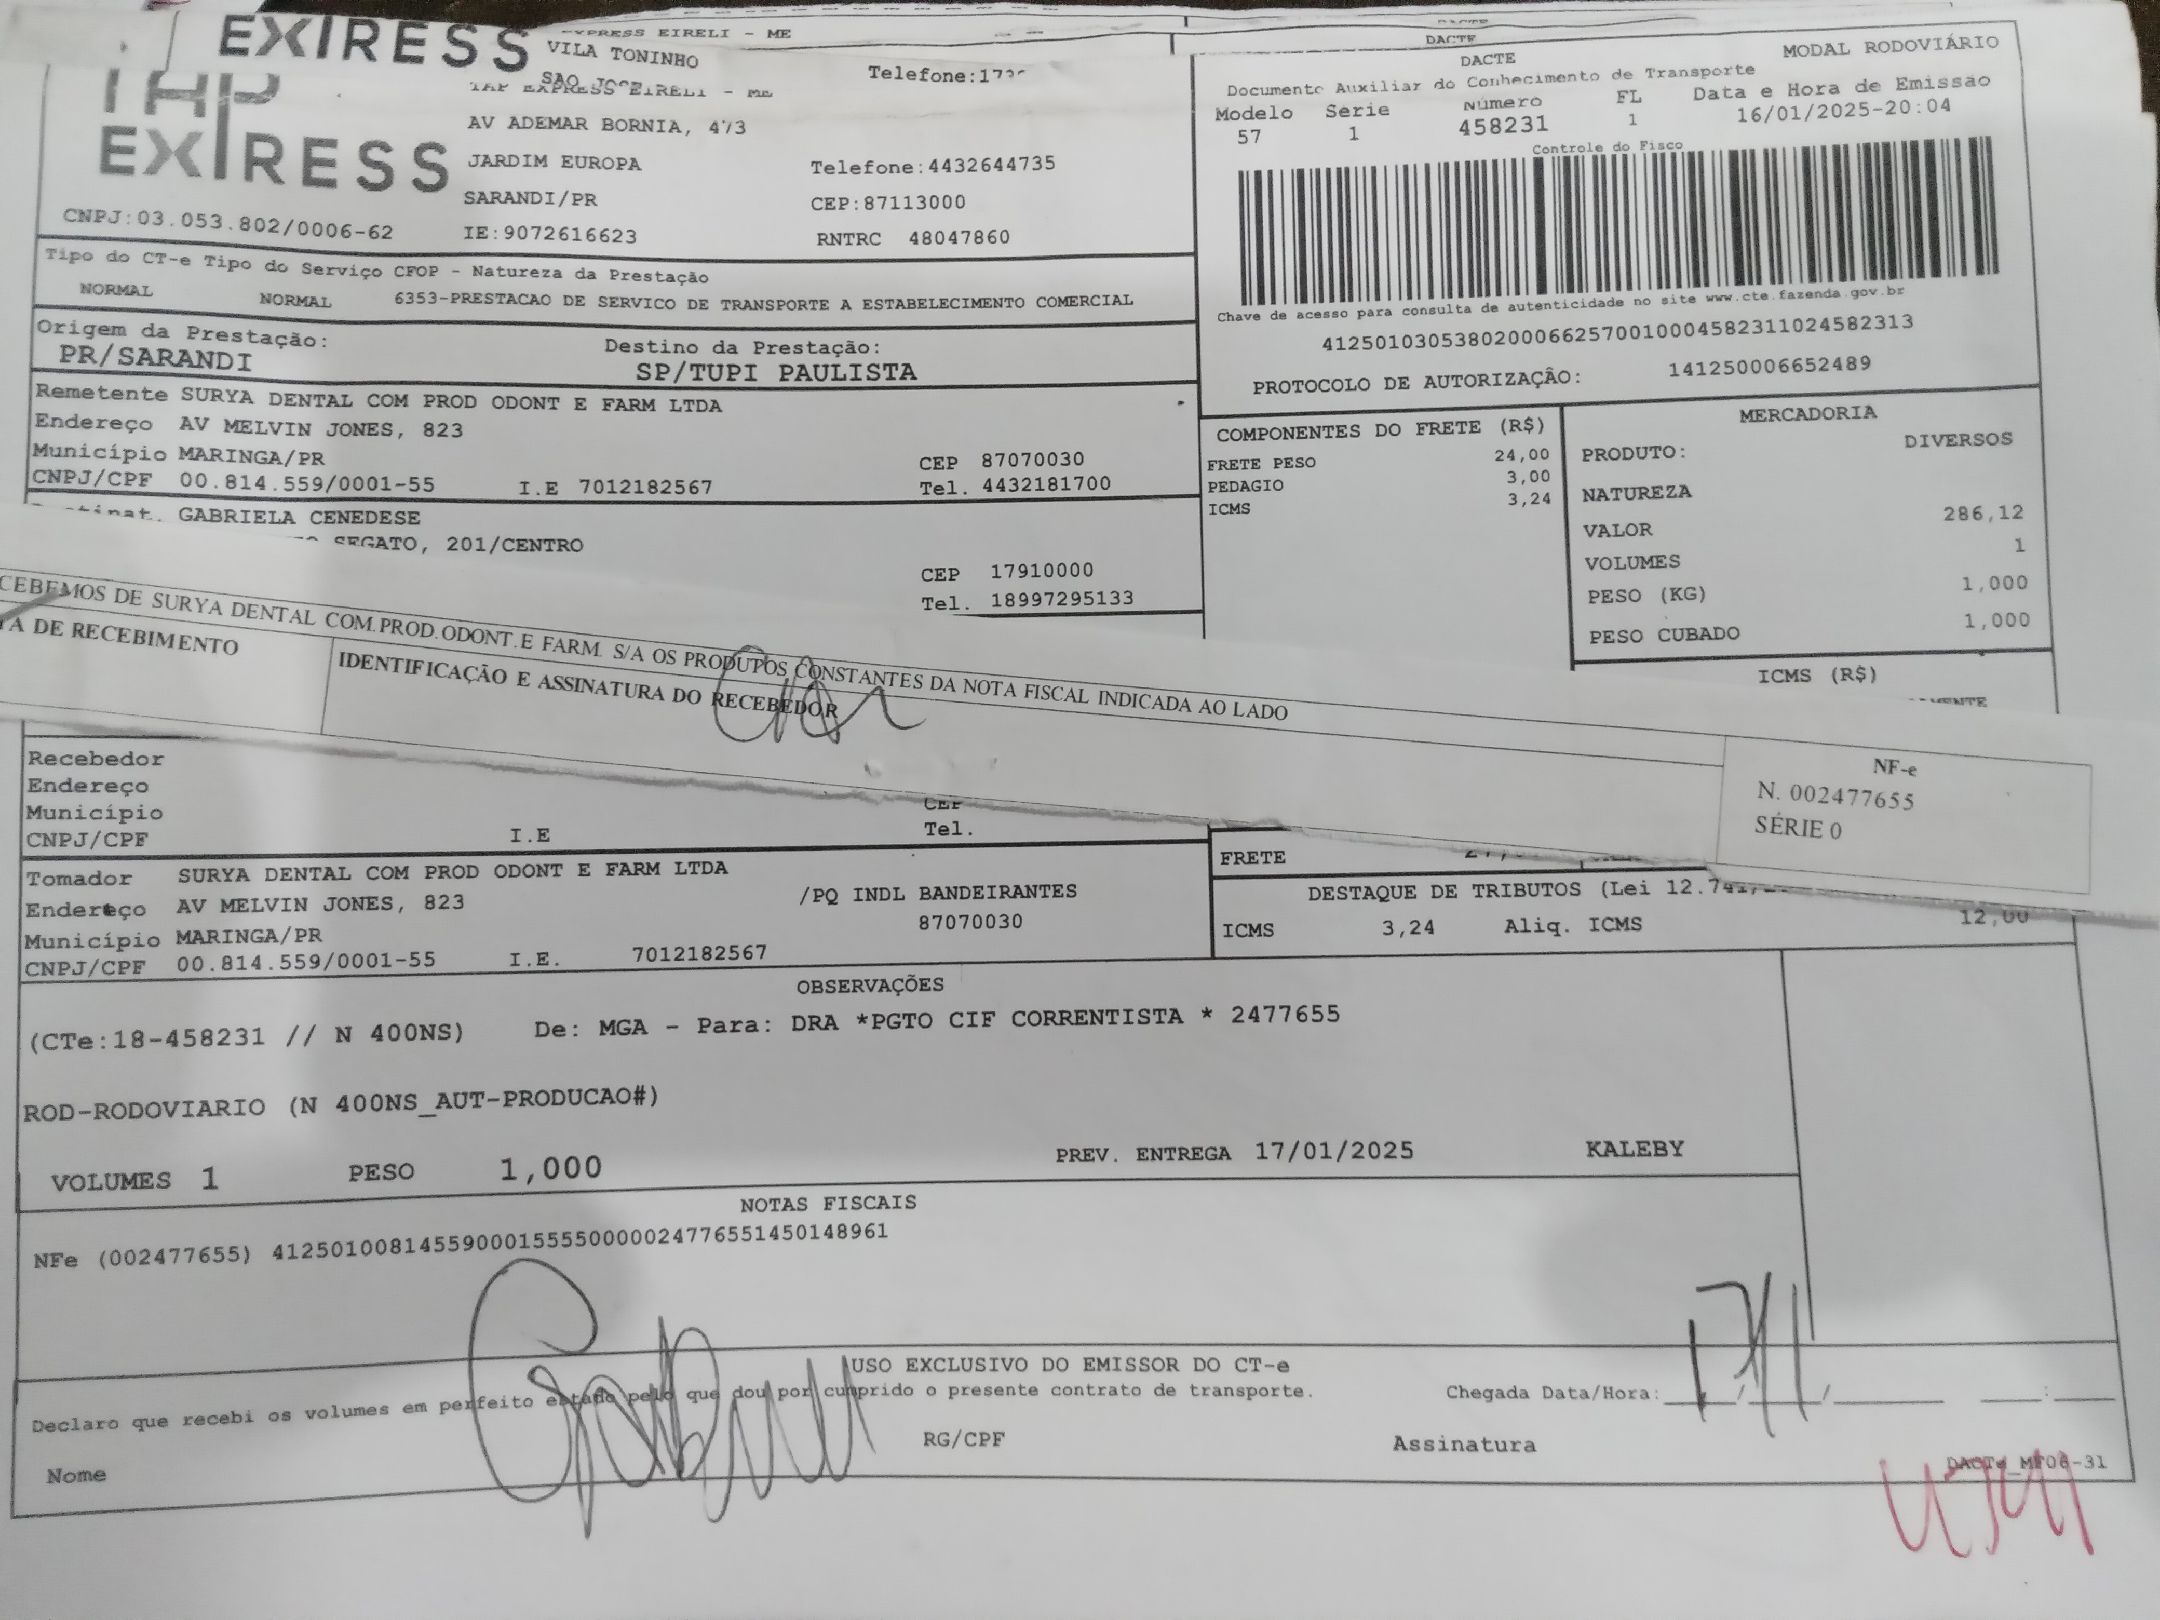 EXIRESS
EXPRESS EIRELI - ME
VILA TONINHO
SAO JOSE
Telefone:17
TAP
EXIRESS
TAP EXPRESS EIRELI - ME
AV ADEMAR BORNIA, 473
JARDIM EUROPA
Telefone:4432644735
SARANDI/PR
CEP:87113000
CNPJ:03.053.802/0006-62
IE:9072616623
RNTRC 48047860
DACTE
DACTE
MODAL RODOVIÁRIO
Documento Auxiliar do Conhecimento de Transporte
Modelo Serie Número FL Data e Hora de Emissão
57 1 458231 1 16/01/2025-20:04
Controle do Fisco
Chave de acesso para consulta de autenticidade no site www.cte.fazenda.gov.br
41250103053802000662570010004582311024582313
PROTOCOLO DE AUTORIZAÇÃO: 141250006652489
Tipo do CT-e Tipo do Serviço CFOP - Natureza da Prestação
NORMAL NORMAL 6353-PRESTACAO DE SERVICO DE TRANSPORTE A ESTABELECIMENTO COMERCIAL
Origem da Prestação: Destino da Prestação:
PR/SARANDI SP/TUPI PAULISTA
Remetente SURYA DENTAL COM PROD ODONT E FARM LTDA
Endereço AV MELVIN JONES, 823
Município MARINGA/PR CEP 87070030
CNPJ/CPF 00.814.559/0001-55 I.E 7012182567 Tel. 4432181700
GABRIELA CENEDESE
SEGATO, 201/CENTRO
CEP 17910000
Tel. 18997295133
COMPONENTES DO FRETE (R$)
FRETE PESO 24,00
PEDAGIO 3,00
ICMS 3,24
MERCADORIA
PRODUTO: DIVERSOS
NATUREZA
VALOR 286,12
VOLUMES 1
PESO (KG) 1,000
PESO CUBADO 1,000
ICMS (R$)
CEBEMOS DE SURYA DENTAL COM.PROD.ODONT.E FARM. S/A OS PRODUTOS CONSTANTES DA NOTA FISCAL INDICADA AO LADO
TA DE RECEBIMENTO
IDENTIFICAÇÃO E ASSINATURA DO RECEBEDOR
NF-e
N. 002477655
SÉRIE 0
Recebedor
Endereço
Município CEP
CNPJ/CPF I.E Tel.
Tomador SURYA DENTAL COM PROD ODONT E FARM LTDA
Endereço AV MELVIN JONES, 823 /PQ INDL BANDEIRANTES
Município MARINGA/PR 87070030
CNPJ/CPF 00.814.559/0001-55 I.E. 7012182567
FRETE
DESTAQUE DE TRIBUTOS (Lei 12.741,
ICMS 3,24 Aliq. ICMS 12,00
OBSERVAÇÕES
(CTe:18-458231 // N 400NS) De: MGA - Para: DRA *PGTO CIF CORRENTISTA * 2477655
ROD-RODOVIARIO (N 400NS_AUT-PRODUCAO#)
VOLUMES 1 PESO 1,000 PREV. ENTREGA 17/01/2025 KALEBY
NOTAS FISCAIS
NFe (002477655) 41250100814559000155550000024776551450148961
USO EXCLUSIVO DO EMISSOR DO CT-e
Declaro que recebi os volumes em perfeito estado pelo que dou por cumprido o presente contrato de transporte.
Chegada Data/Hora: 17/1/
Nome RG/CPF Assinatura
DACTe_MF06-31